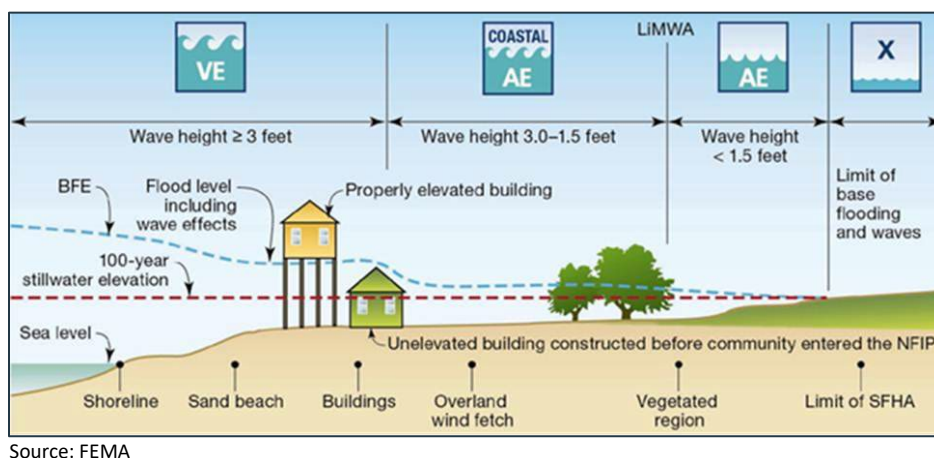 LiMWA
VE
COASTAL
AE
AE
X
Wave height ≥ 3 feet
Wave height 3.0–1.5 feet
Wave height
< 1.5 feet
BFE
Flood level
including
wave effects
Properly elevated building
Limit of
base
flooding
and waves
100-year
stillwater elevation
Sea level
Unelevated building constructed before community entered the NFIP
Shoreline
Sand beach
Buildings
Overland
wind fetch
Vegetated
region
Limit of SFHA
Source: FEMA